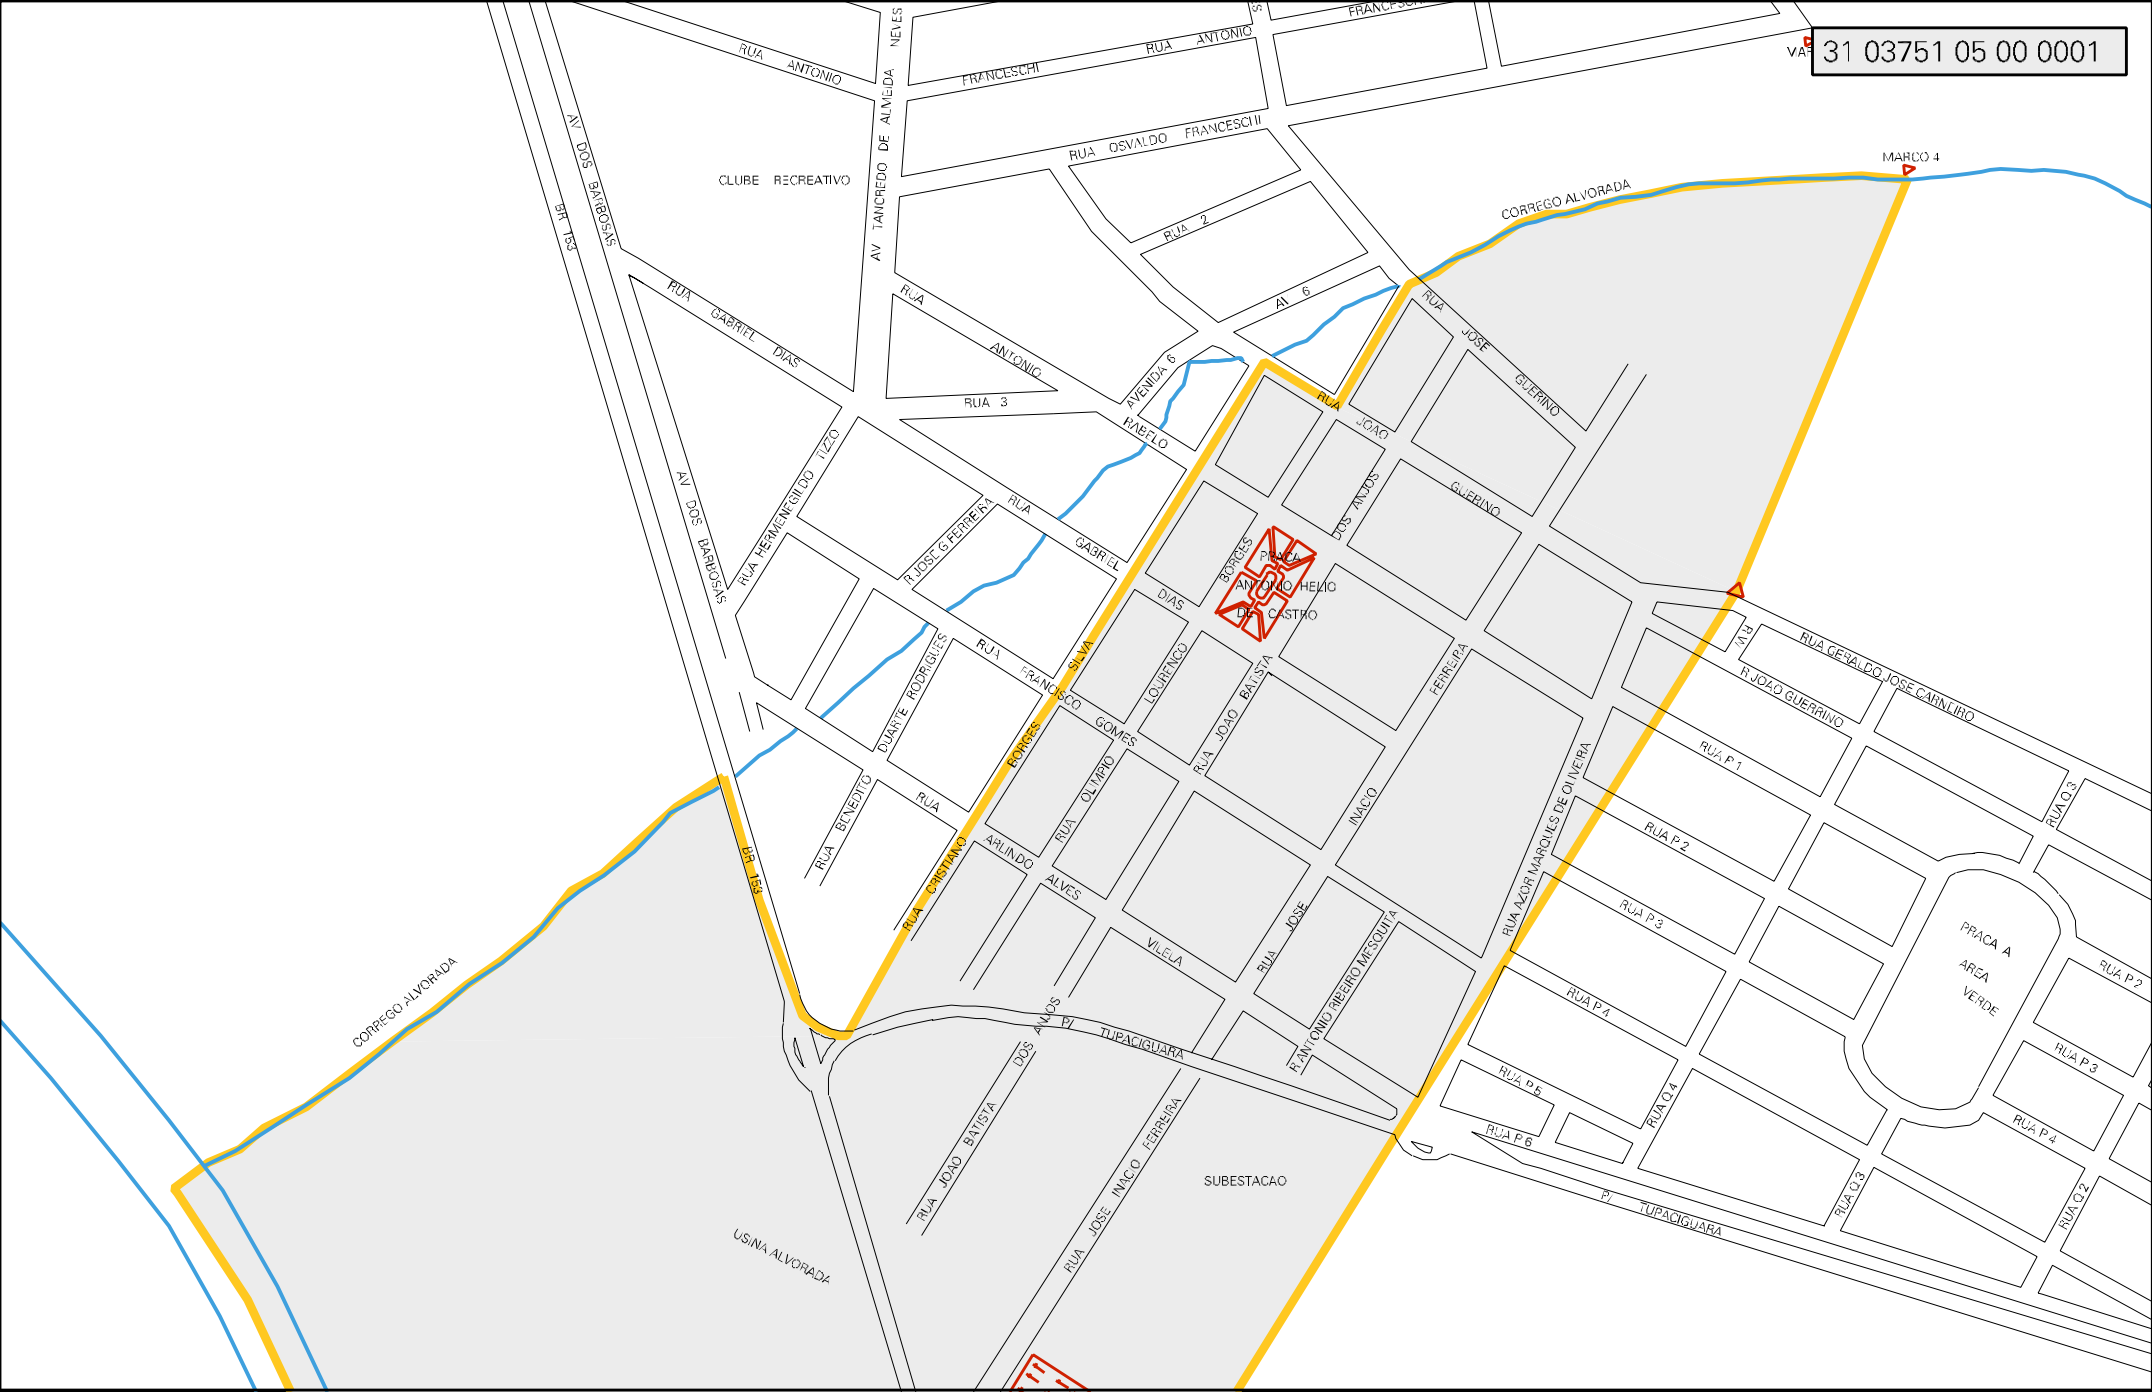 31 03751 05 00 0001
RUA ANTONIO
FRANCESCHI
RUA ANTONIO
AV TANCREDO DE ALMEIDA NEVES
AV DOS BARBOSAS
BR 153
CLUBE RECREATIVO
RUA OSVALDO FRANCESCHI
MARCO 4
CORREGO ALVORADA
RUA 2
AI 6
RUA GABRIEL DIAS
RUA ANTONIO RABELO
AVENIDA 6
RUA 3
RUA JOSE GUERINO
RUA JOAO GUERINO
DOS ANJOS
RUA HERMENEGILDO TIZZO
AV DOS BARBOSAS
R JOSE G FERREIRA
RUA GABRIEL DIAS
BORGES
PRACA
ANTONIO HELIO
DE CASTRO
LOURENCO
RUA JOAO BATISTA
FERREIRA
RUA FRANCISCO GOMES
SILVA
BORGES
RUA CRISTIANO
DUARTE RODRIGUES
RUA BENEDITO
RUA ARLINDO ALVES VILELA
RUA OLIMPIO
INACIO
RUA JOSE
RUA AZOR MARQUES DE OLIVEIRA
R ANTONIO RIBEIRO MESQUITA
RUA GERALDO JOSE CARNEIRO
R JOAO GUERRINO
RUA P 1
RUA P 2
RUA P 3
RUA P 4
RUA P 5
RUA P 6
RUA Q 3
RUA Q 4
PRACA A
AREA
VERDE
RUA P 2
RUA P 3
RUA P 4
RUA Q 3
RUA Q 2
BR 153
CORREGO ALVORADA
P/ TUPACIGUARA
RUA JOAO BATISTA DOS ANJOS
RUA JOSE INACIO FERREIRA
SUBESTACAO
USINA ALVORADA
P/ TUPACIGUARA